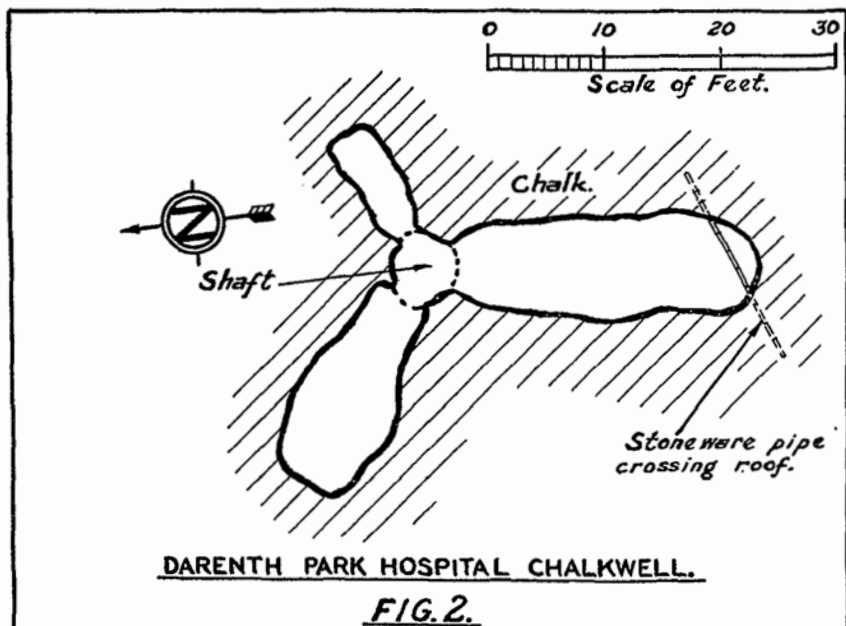 0 10 20 30
Scale of Feet.
Chalk.
N
Shaft
Stoneware pipe
crossing roof.
DARENTH PARK HOSPITAL CHALKWELL.
FIG. 2.